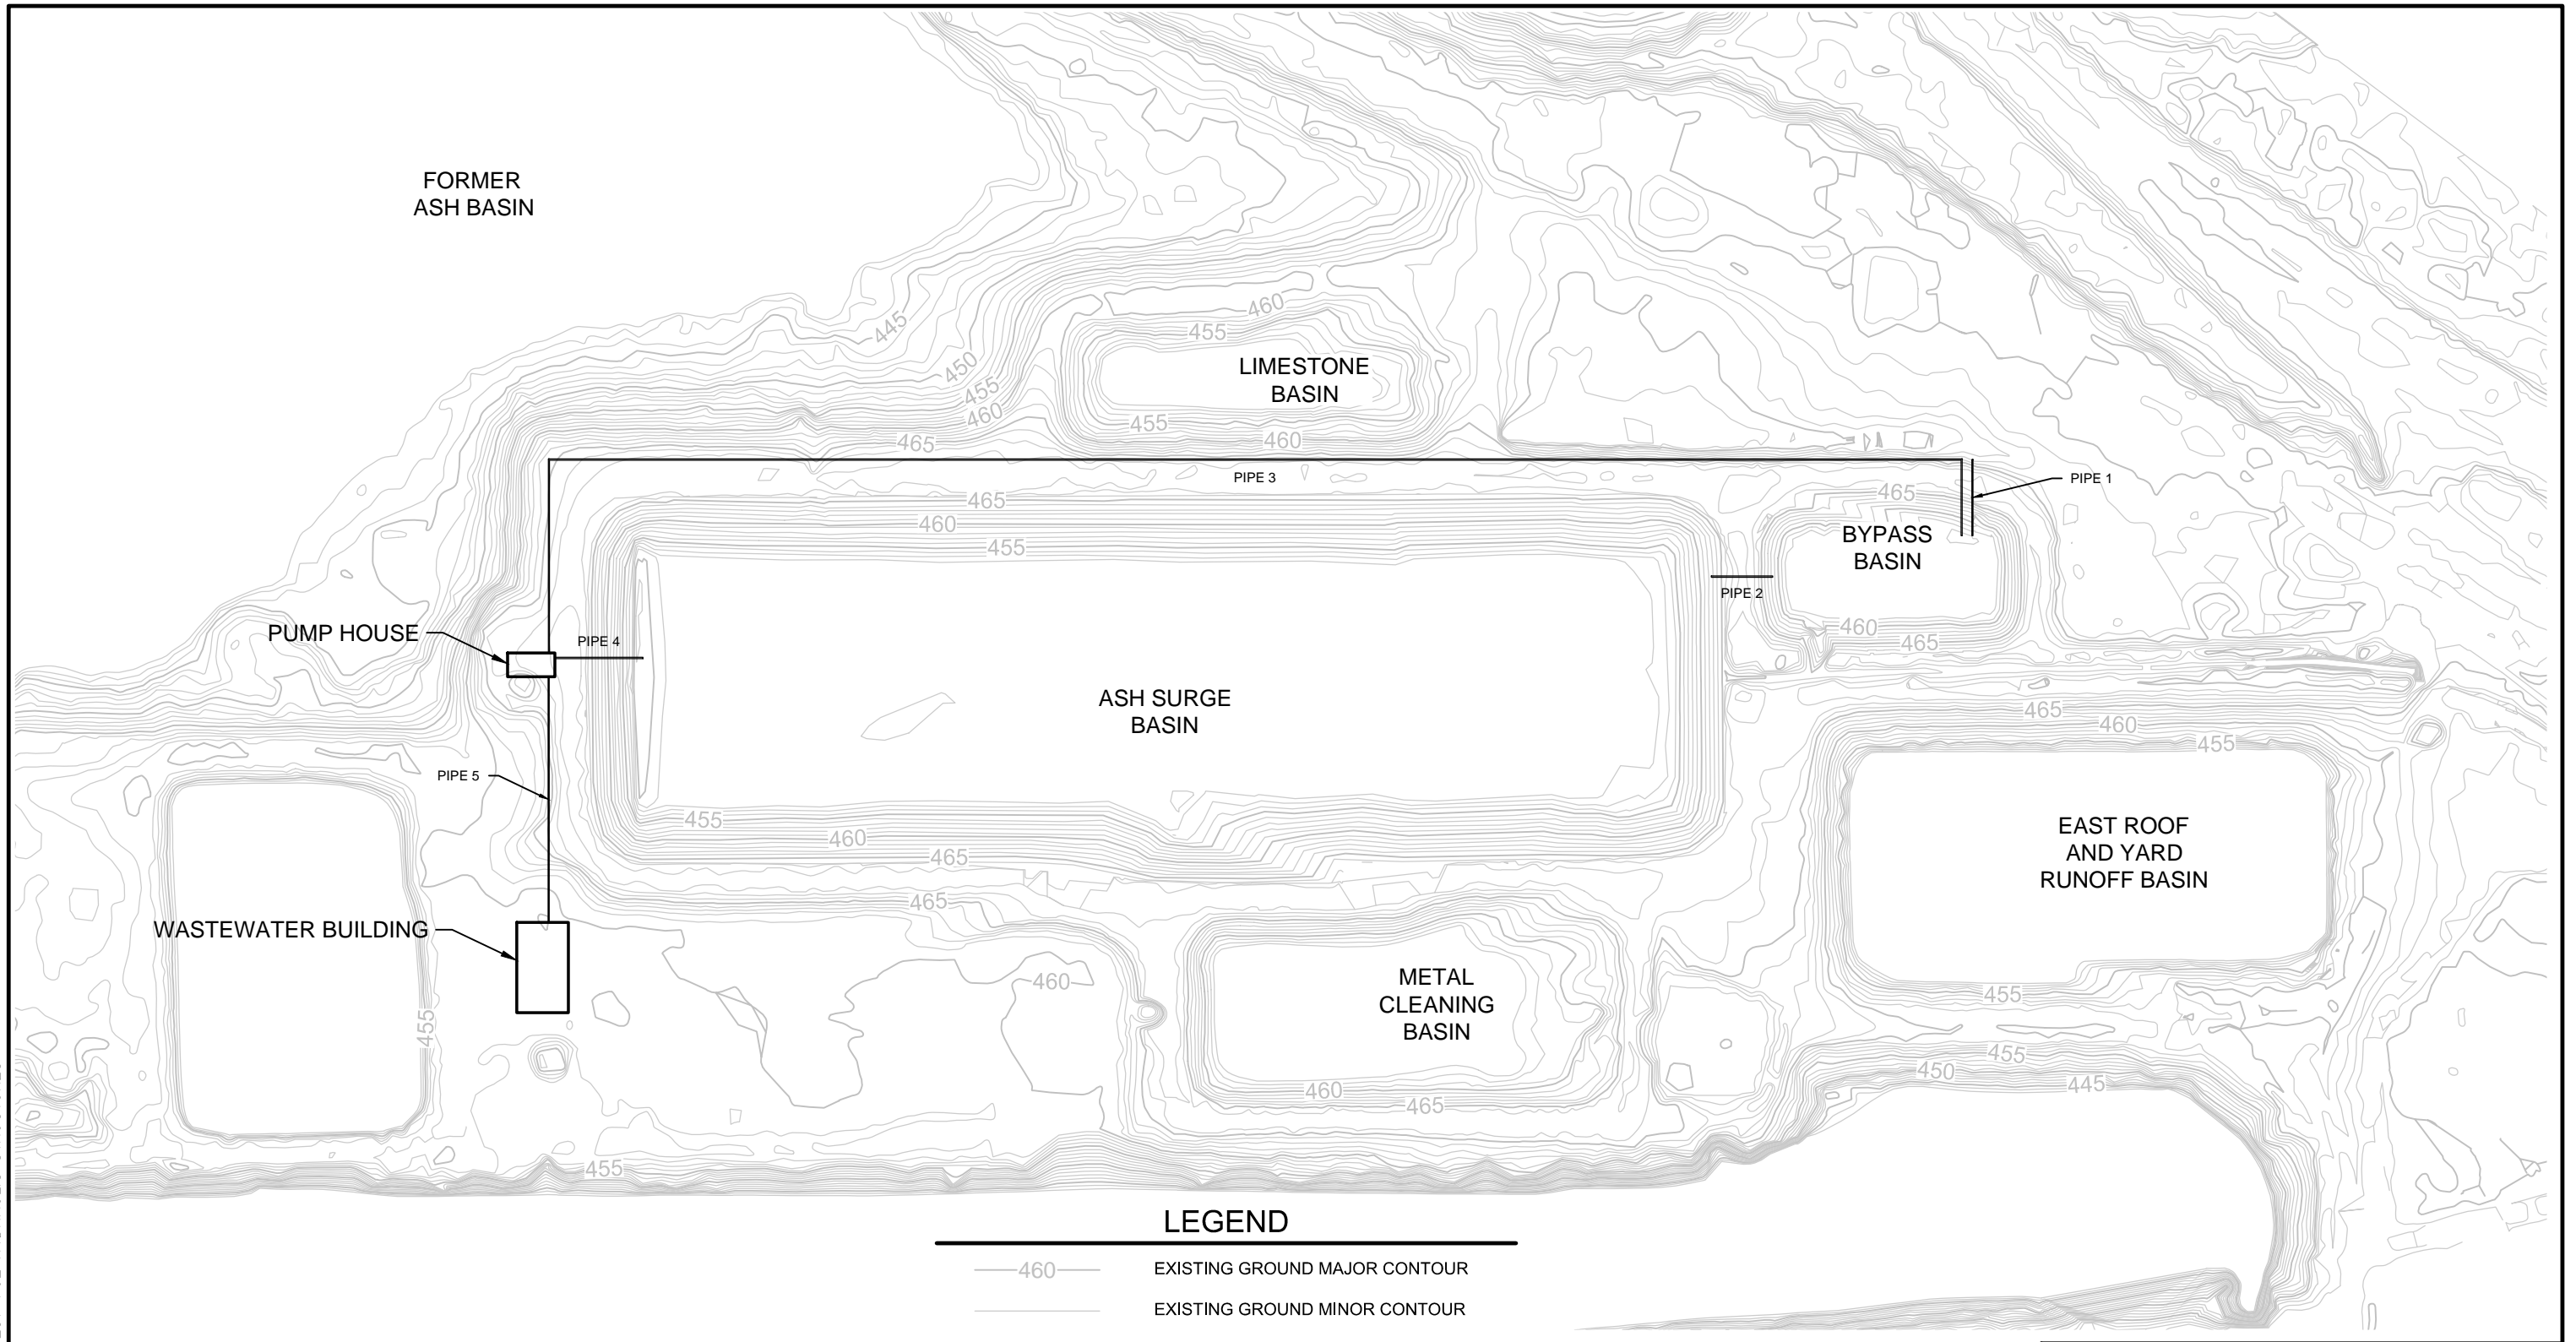 FORMER
ASH BASIN
460
445
455
LIMESTONE
BASIN
450
455
460
455
460
465
PIPE 3
PIPE 1
465
465
460
BYPASS
BASIN
455
PIPE 2
PUMP HOUSE
PIPE 4
460
465
ASH SURGE
BASIN
465
460
455
PIPE 5
455
460
465
EAST ROOF
AND YARD
RUNOFF BASIN
465
WASTEWATER BUILDING
460
METAL
CLEANING
BASIN
455
455
455
450
445
460
465
455
LEGEND
460 EXISTING GROUND MAJOR CONTOUR
EXISTING GROUND MINOR CONTOUR